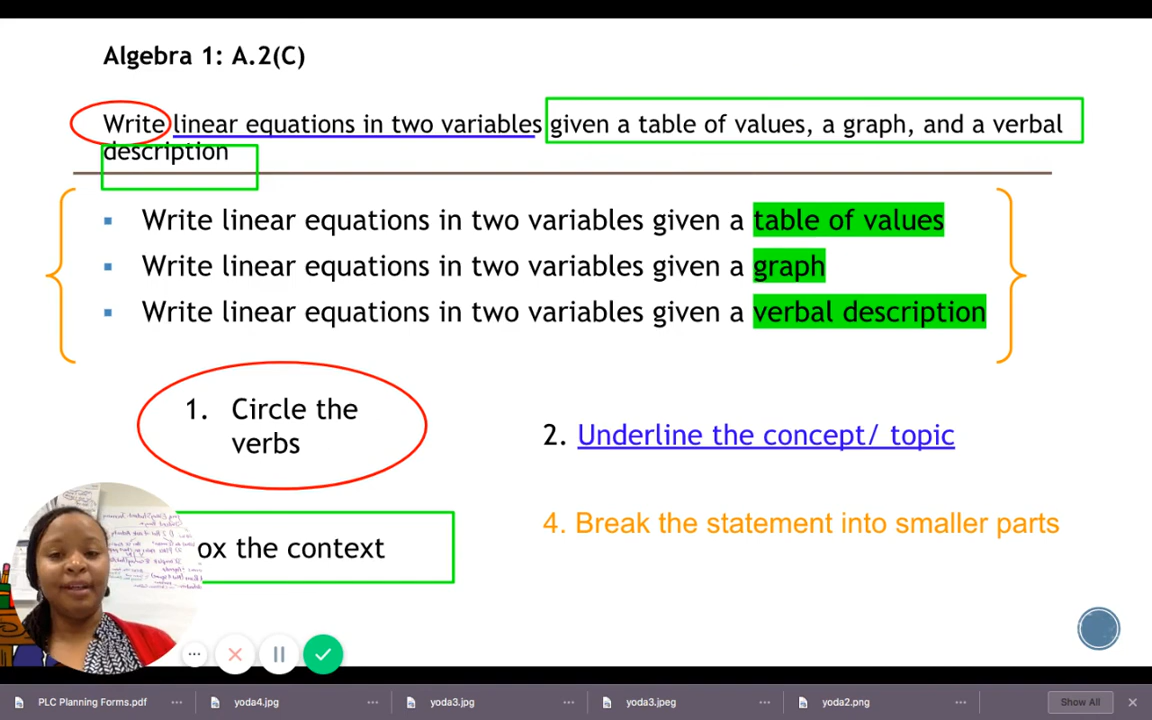 Algebra 1: A.2(C)
Write linear equations in two variables given a table of values, a graph, and a verbal
description
Write linear equations in two variables given a table of values
Write linear equations in two variables given a graph
Write linear equations in two variables given a verbal description
1. Circle the
verbs
2. Underline the concept/ topic
ox the context
4. Break the statement into smaller parts
PLC Planning Forms.pdf
yoda4.jpg
yoda3.jpg
yoda3.jpeg
yoda2.png
Show All